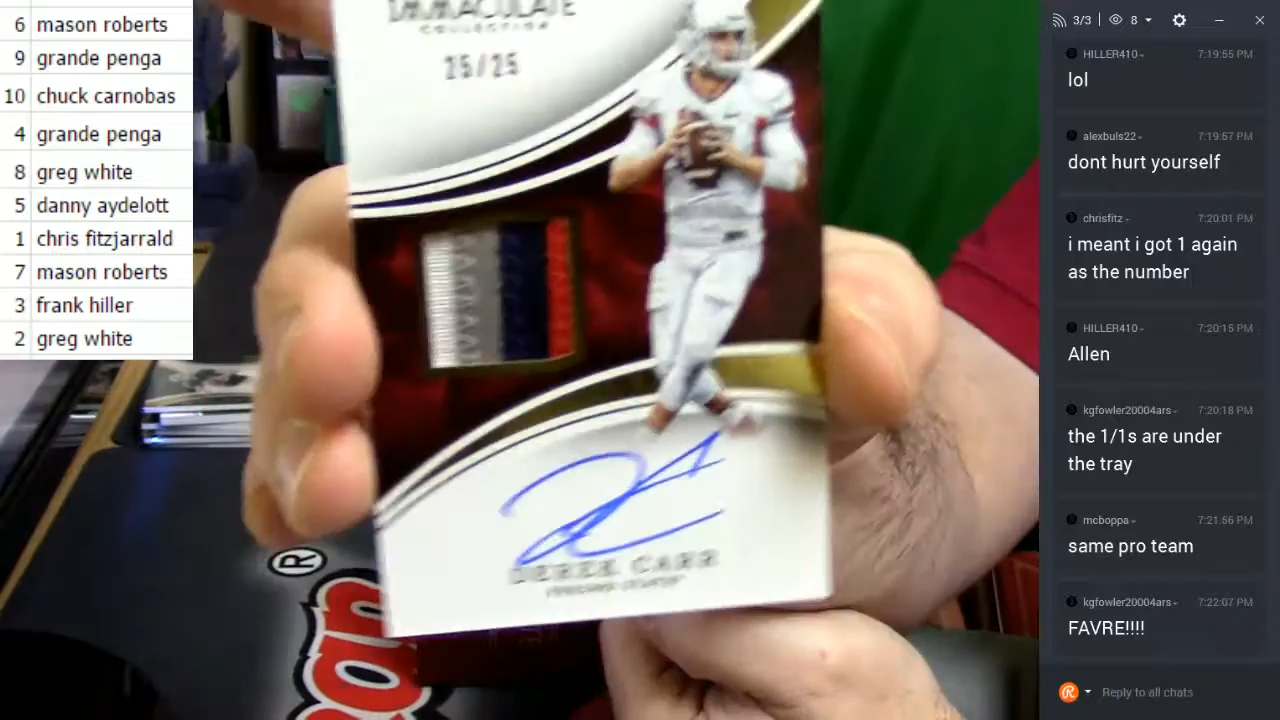 6 mason roberts
9 grande penga
10 chuck carnobas
4 grande penga
8 greg white
5 danny aydelott
1 chris fitzjarrald
7 mason roberts
3 frank hiller
2 greg white
IMMACULATE
COLLECTION
25/25
DEREK CARR
®
3/3 8
HILLER410 7:19:55 PM
lol
alexbuls22 7:19:57 PM
dont hurt yourself
chrisfitz 7:20:01 PM
i meant i got 1 again
as the number
HILLER410 7:20:15 PM
Allen
kgfowler20004ars 7:20:18 PM
the 1/1s are under
the tray
mcboppa 7:21:56 PM
same pro team
kgfowler20004ars 7:22:07 PM
FAVRE!!!!
Reply to all chats